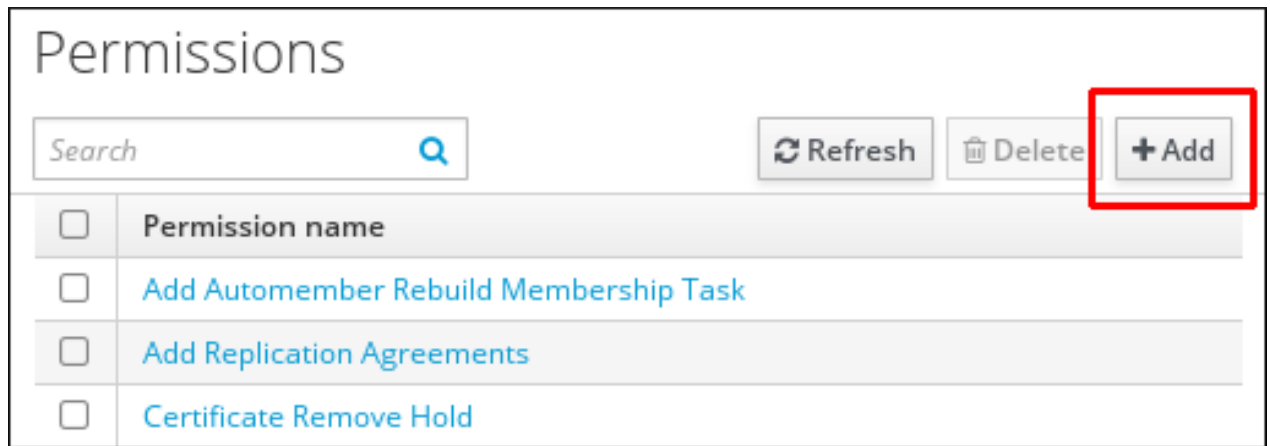 Permissions
Search Refresh Delete Add
Permission name
Add Automember Rebuild Membership Task
Add Replication Agreements
Certificate Remove Hold